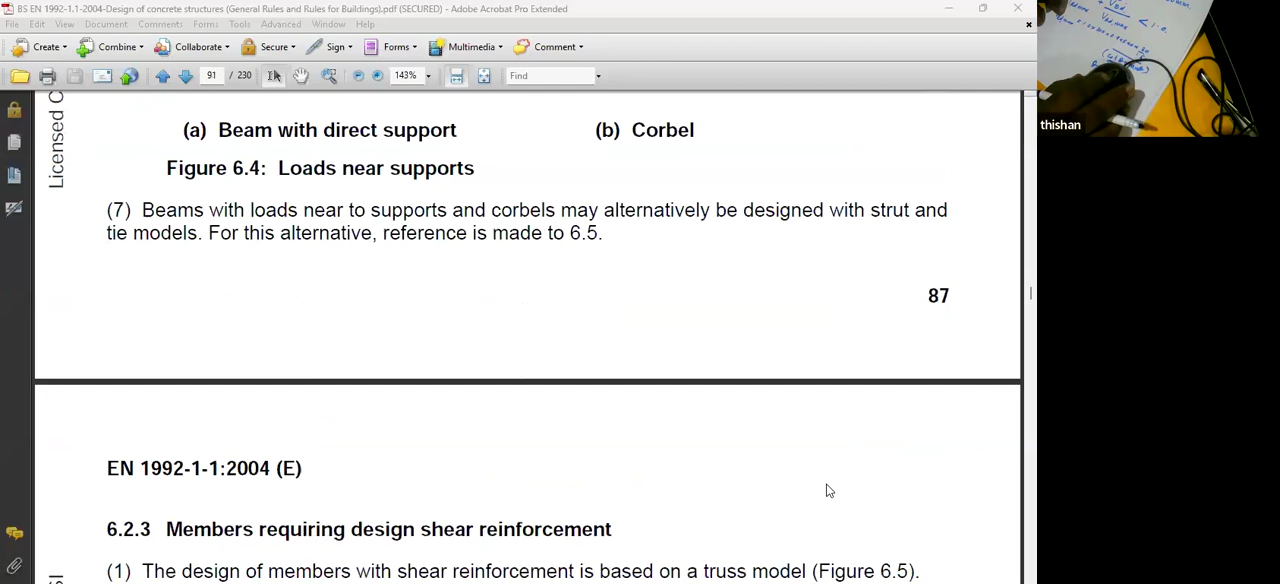 BS EN 1992-1.1-2004-Design of concrete structures (General Rules and Rules for Buildings).pdf (SECURED) - Adobe Acrobat Pro Extended
File Edit View Document Comments Forms Tools Advanced Window Help
Create Combine Collaborate Secure Sign Forms Multimedia Comment
91 / 230 143% Find
Licensed C
(a) Beam with direct support (b) Corbel
Figure 6.4: Loads near supports
(7) Beams with loads near to supports and corbels may alternatively be designed with strut and
tie models. For this alternative, reference is made to 6.5.
87
EN 1992-1-1:2004 (E)
6.2.3 Members requiring design shear reinforcement
(1) The design of members with shear reinforcement is based on a truss model (Figure 6.5).
thishan